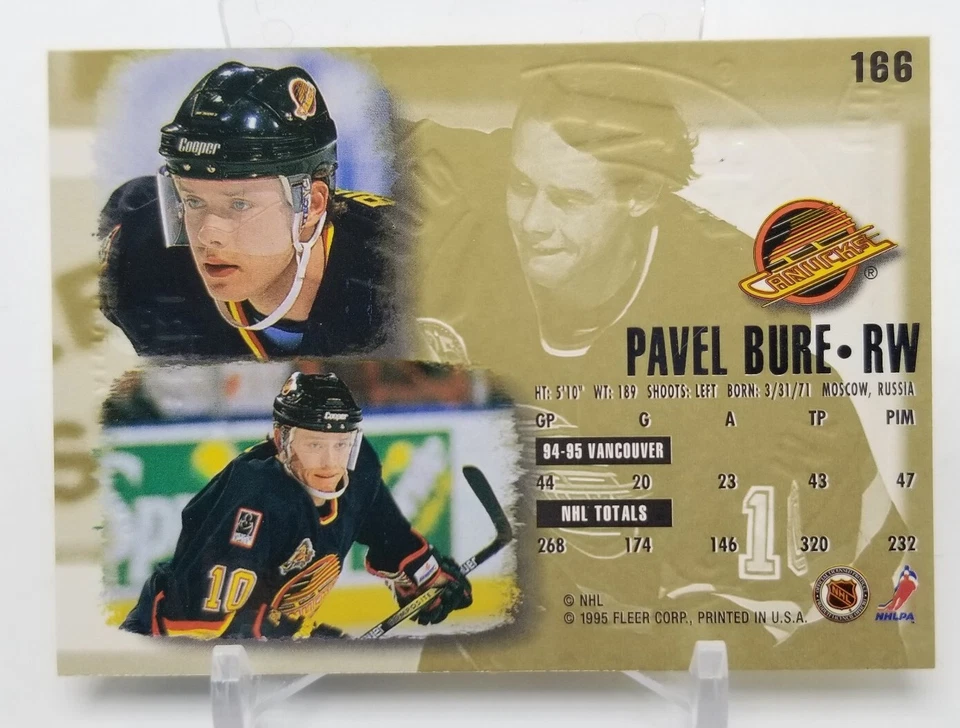 166
Cooper
CANUCKS
®
PAVEL BURE • RW
HT: 5'10" WT: 189 SHOOTS: LEFT BORN: 3/31/71 MOSCOW, RUSSIA
GP G A TP PIM
94-95 VANCOUVER
44 20 23 43 47
NHL TOTALS
268 174 146 320 232
Cooper
10
1
© NHL
© 1995 FLEER CORP., PRINTED IN U.S.A.
NHL
NHLPA